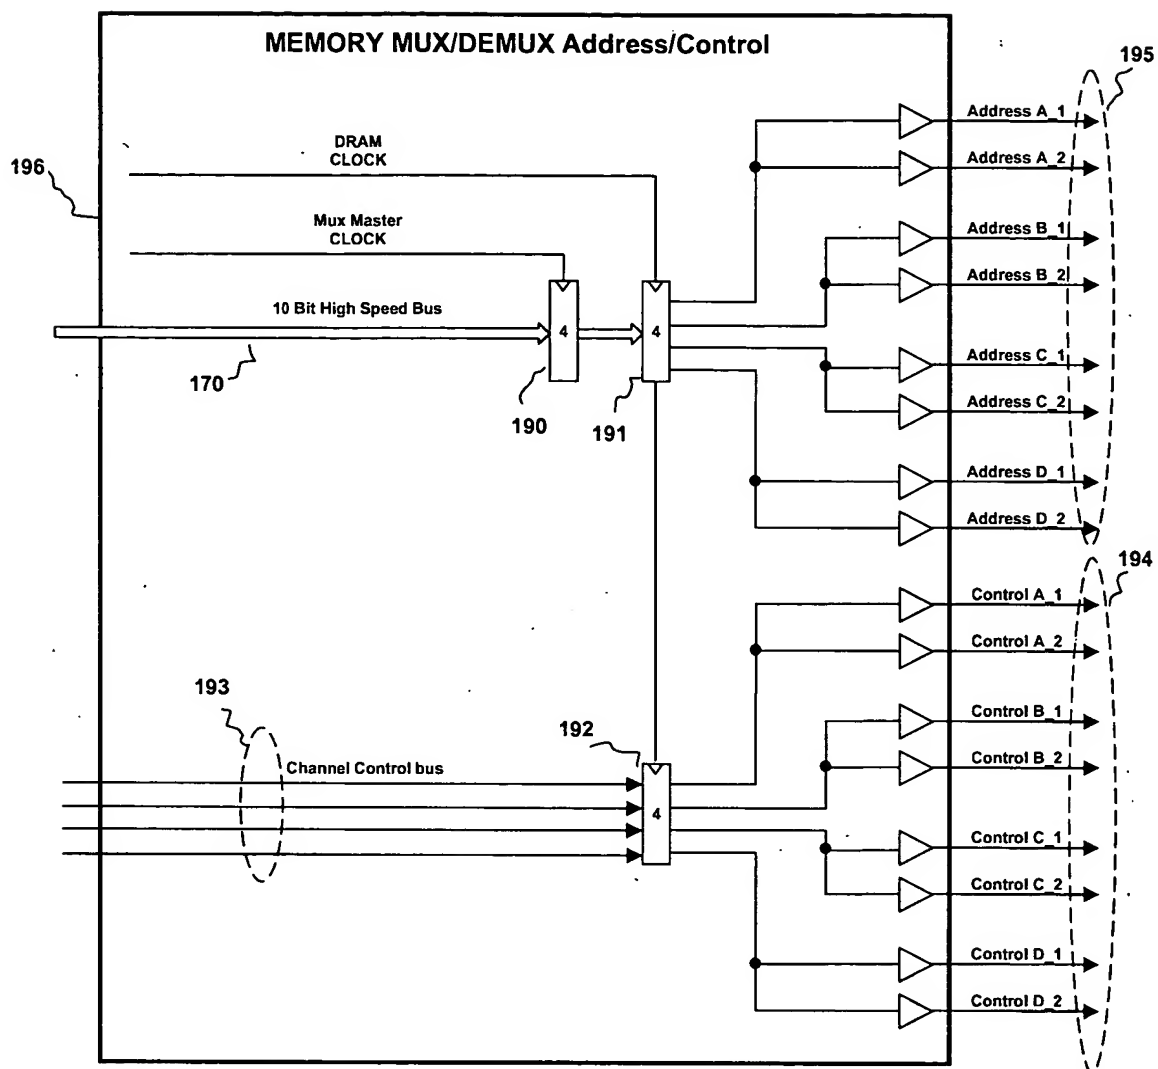 MEMORY MUX/DEMUX Address/Control
195
Address A_1
DRAM
CLOCK
Address A_2
196
Mux Master
CLOCK
Address B_1
Address B_2
10 Bit High Speed Bus
4
4
170
190
191
Address C_1
Address C_2
Address D_1
Address D_2
194
Control A_1
Control A_2
193
192
Control B_1
Channel Control bus
Control B_2
4
Control C_1
Control C_2
Control D_1
Control D_2